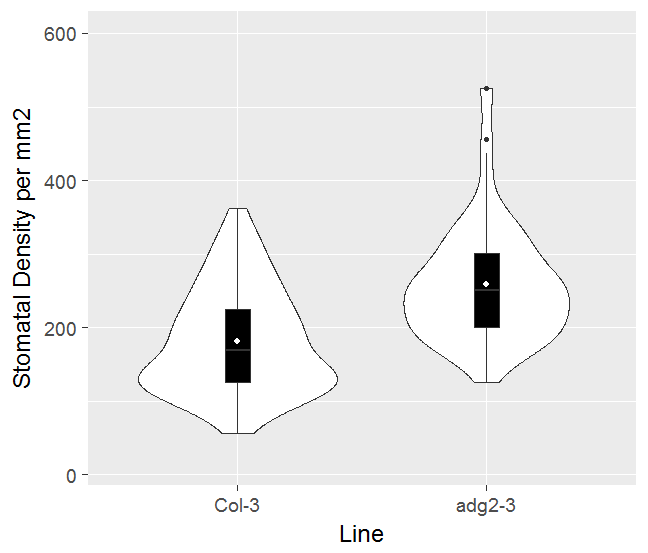 Stomatal Density per mm2
600
400
200
0
Col-3 adg2-3
Line